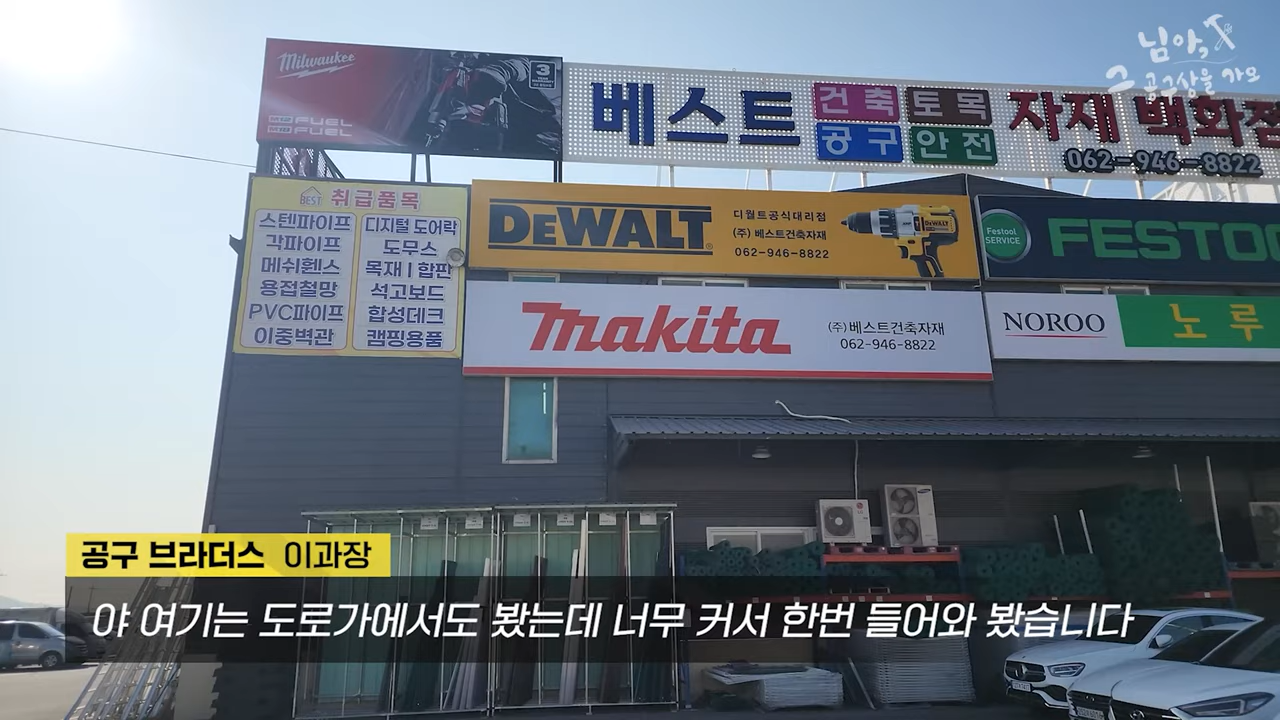 님아, 그 공구상을 가오
Milwaukee
3
YEAR
WARRANTY
M12 FUEL
M18 FUEL
베스트 건축 토목 공구 안전 자재 백화점
062-946-8822
BEST 취급품목
스텐파이프 디지털 도어락
각파이프 도무스
메쉬휀스 목재 | 합판
용접철망 석고보드
PVC파이프 합성데크
이중벽관 캠핑용품
DEWALT
디월트공식대리점
(주) 베스트건축자재
062-946-8822
Festool
SERVICE
FESTOO
makita
(주)베스트건축자재
062-946-8822
NOROO
노루
공구 브라더스 이과장
야 여기는 도로가에서도 봤는데 너무 커서 한번 들어와 봤습니다